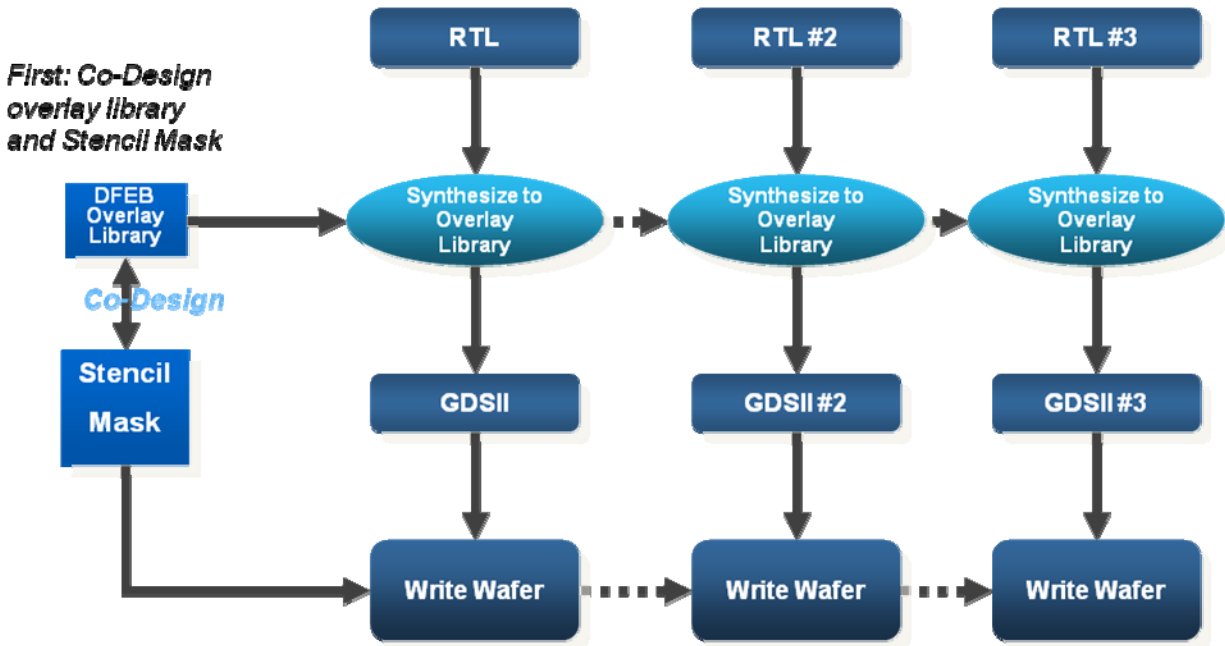 RTL
RTL #2
RTL #3
First: Co-Design
overlay library
and Stencil Mask
DFEB
Overlay
Library
Synthesize to
Overlay
Library
Synthesize to
Overlay
Library
Synthesize to
Overlay
Library
Co-Design
Stencil
Mask
GDSII
GDSII #2
GDSII #3
Write Wafer
Write Wafer
Write Wafer